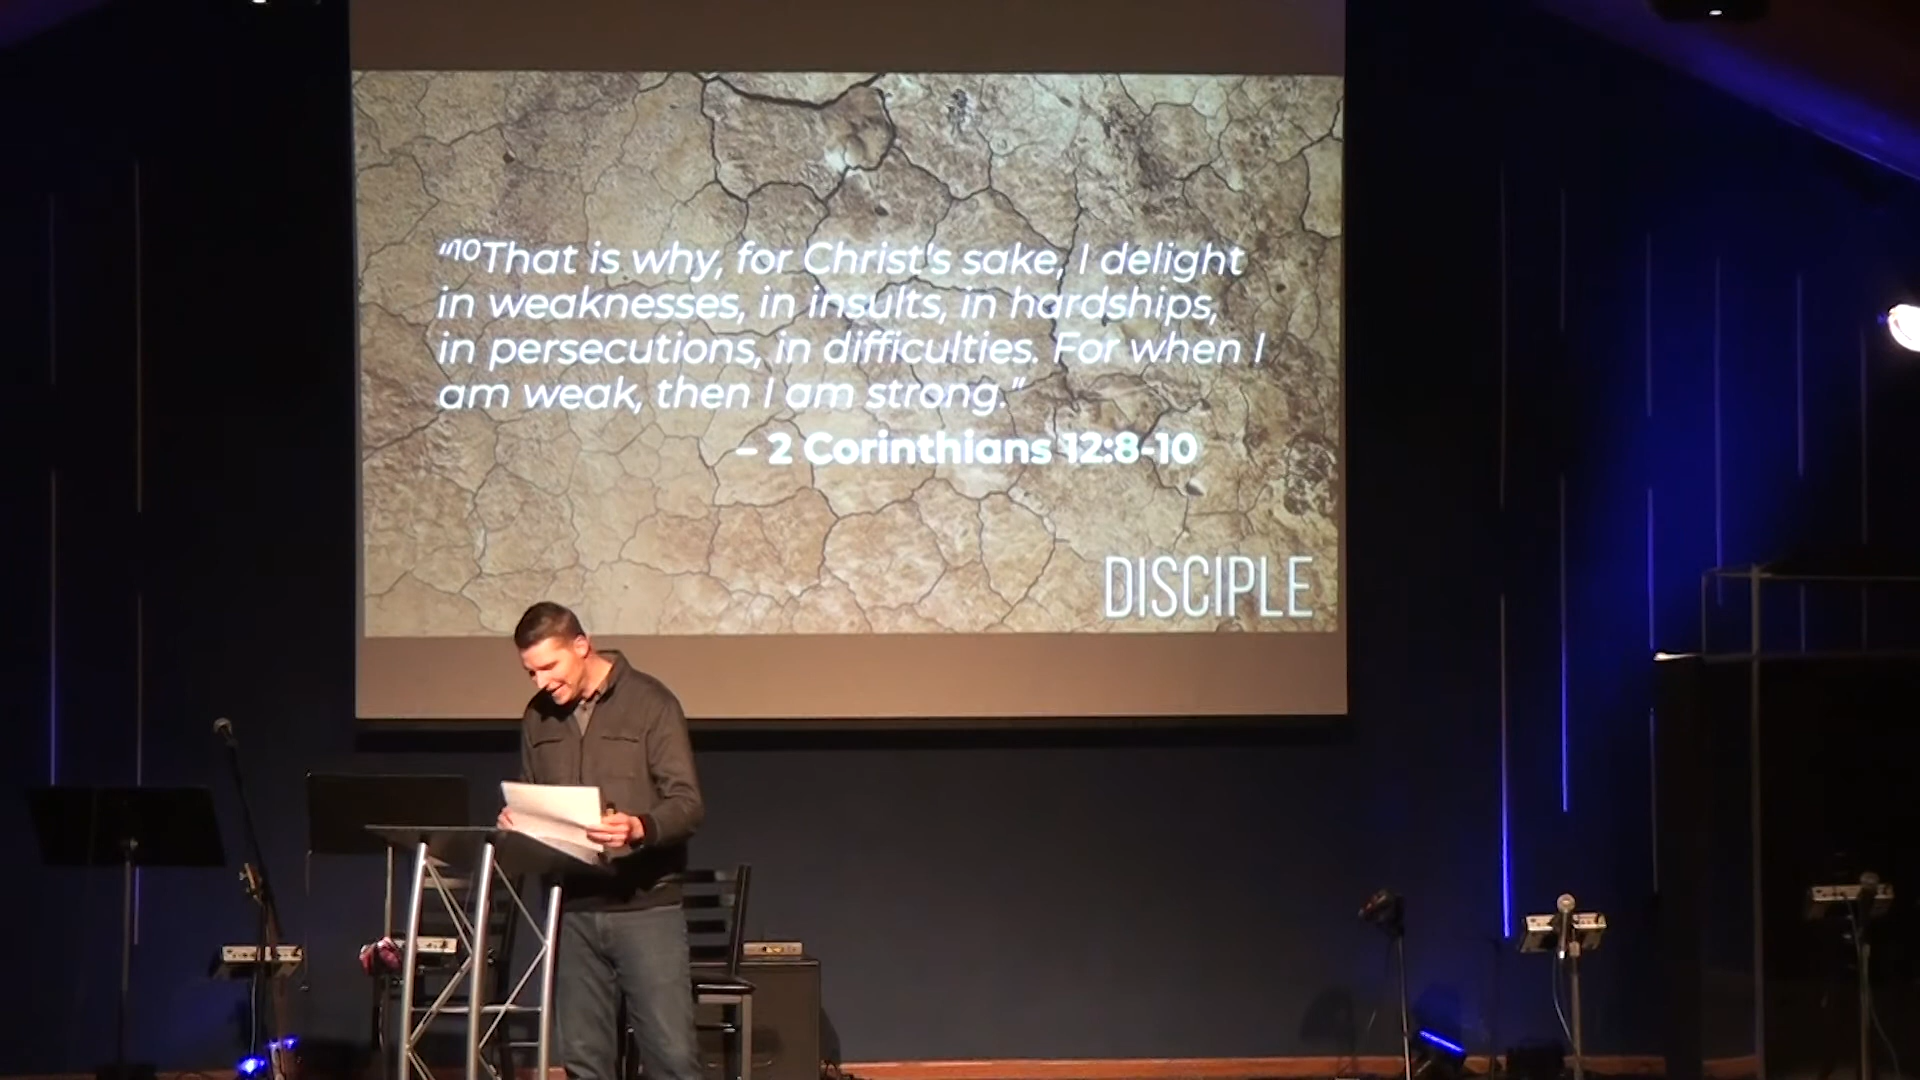 “¹⁰That is why, for Christ's sake, I delight
in weaknesses, in insults, in hardships,
in persecutions, in difficulties. For when I
am weak, then I am strong.”
– 2 Corinthians 12:8-10
DISCIPLE